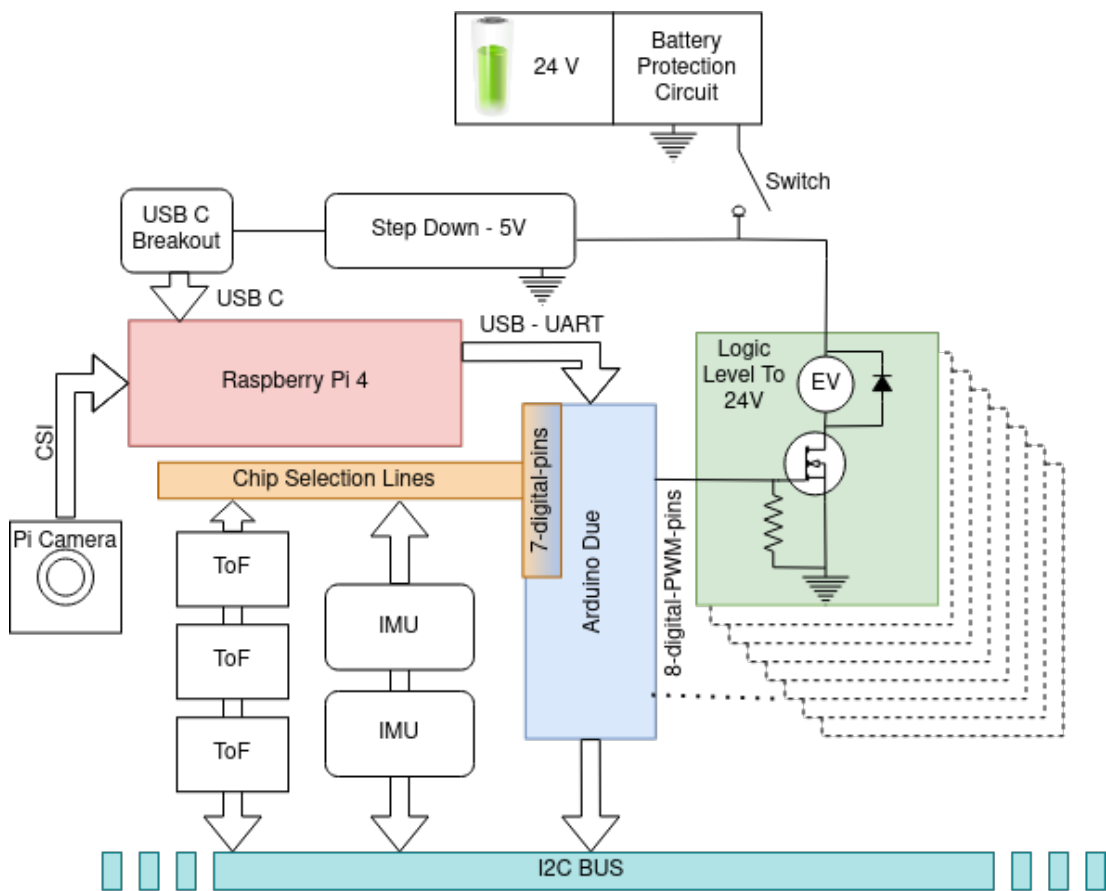 24 V
Battery
Protection
Circuit
Switch
USB C
Breakout
Step Down - 5V
USB C
USB - UART
Raspberry Pi 4
Logic
Level To
24V
EV
CSI
Chip Selection Lines
7-digital-pins
Arduino Due
8-digital-PWM-pins
Pi Camera
ToF
ToF
ToF
IMU
IMU
I2C BUS